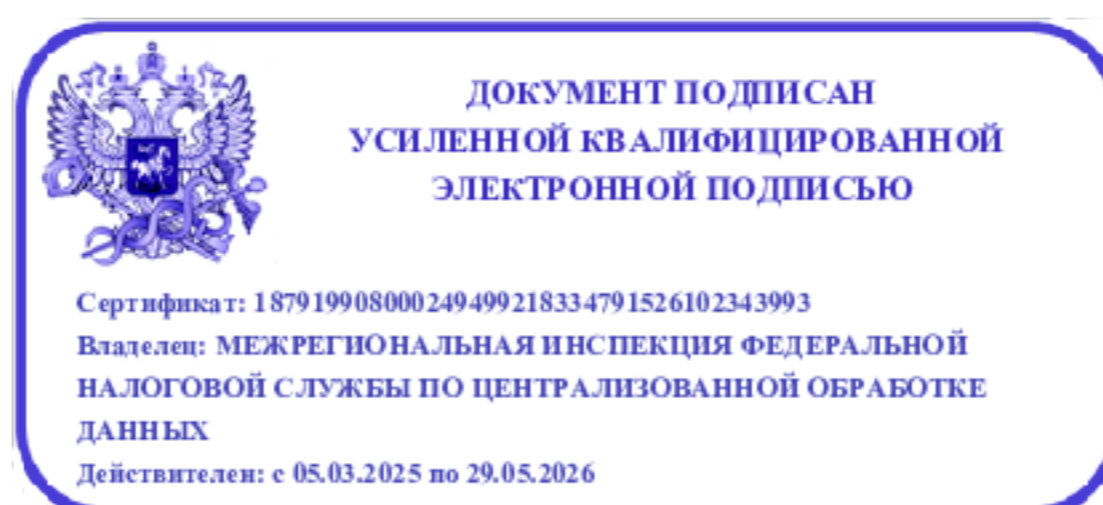 ДОКУМЕНТ ПОДПИСАН
УСИЛЕННОЙ КВАЛИФИЦИРОВАННОЙ
ЭЛЕКТРОННОЙ ПОДПИСЬЮ
Сертификат: 187919908000249499218334791526102343993
Владелец: МЕЖРЕГИОНАЛЬНАЯ ИНСПЕКЦИЯ ФЕДЕРАЛЬНОЙ
НАЛОГОВОЙ СЛУЖБЫ ПО ЦЕНТРАЛИЗОВАННОЙ ОБРАБОТКЕ
ДАННЫХ
Действителен: с 05.03.2025 по 29.05.2026